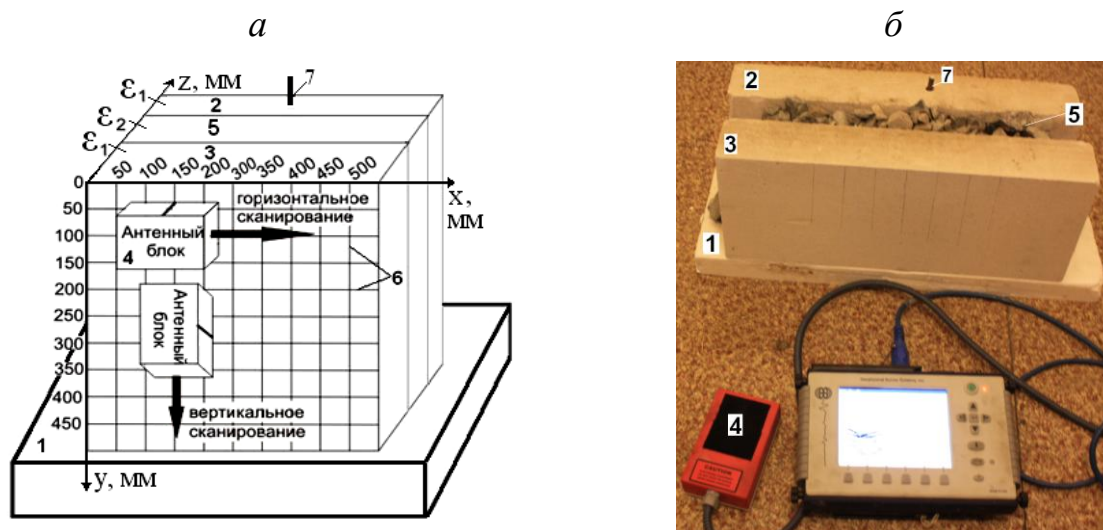 а
б
z, мм
7
ε1
2
ε2
5
ε1
3
0
50
100
150
200
300
350
400
450
500
x,
мм
50
100
150
200
250
300
350
400
450
горизонтальное
сканирование
Антенный
блок
4
6
Антенный
блок
вертикальное
сканирование
1
y, мм
2
7
5
3
1
4
CAUTION